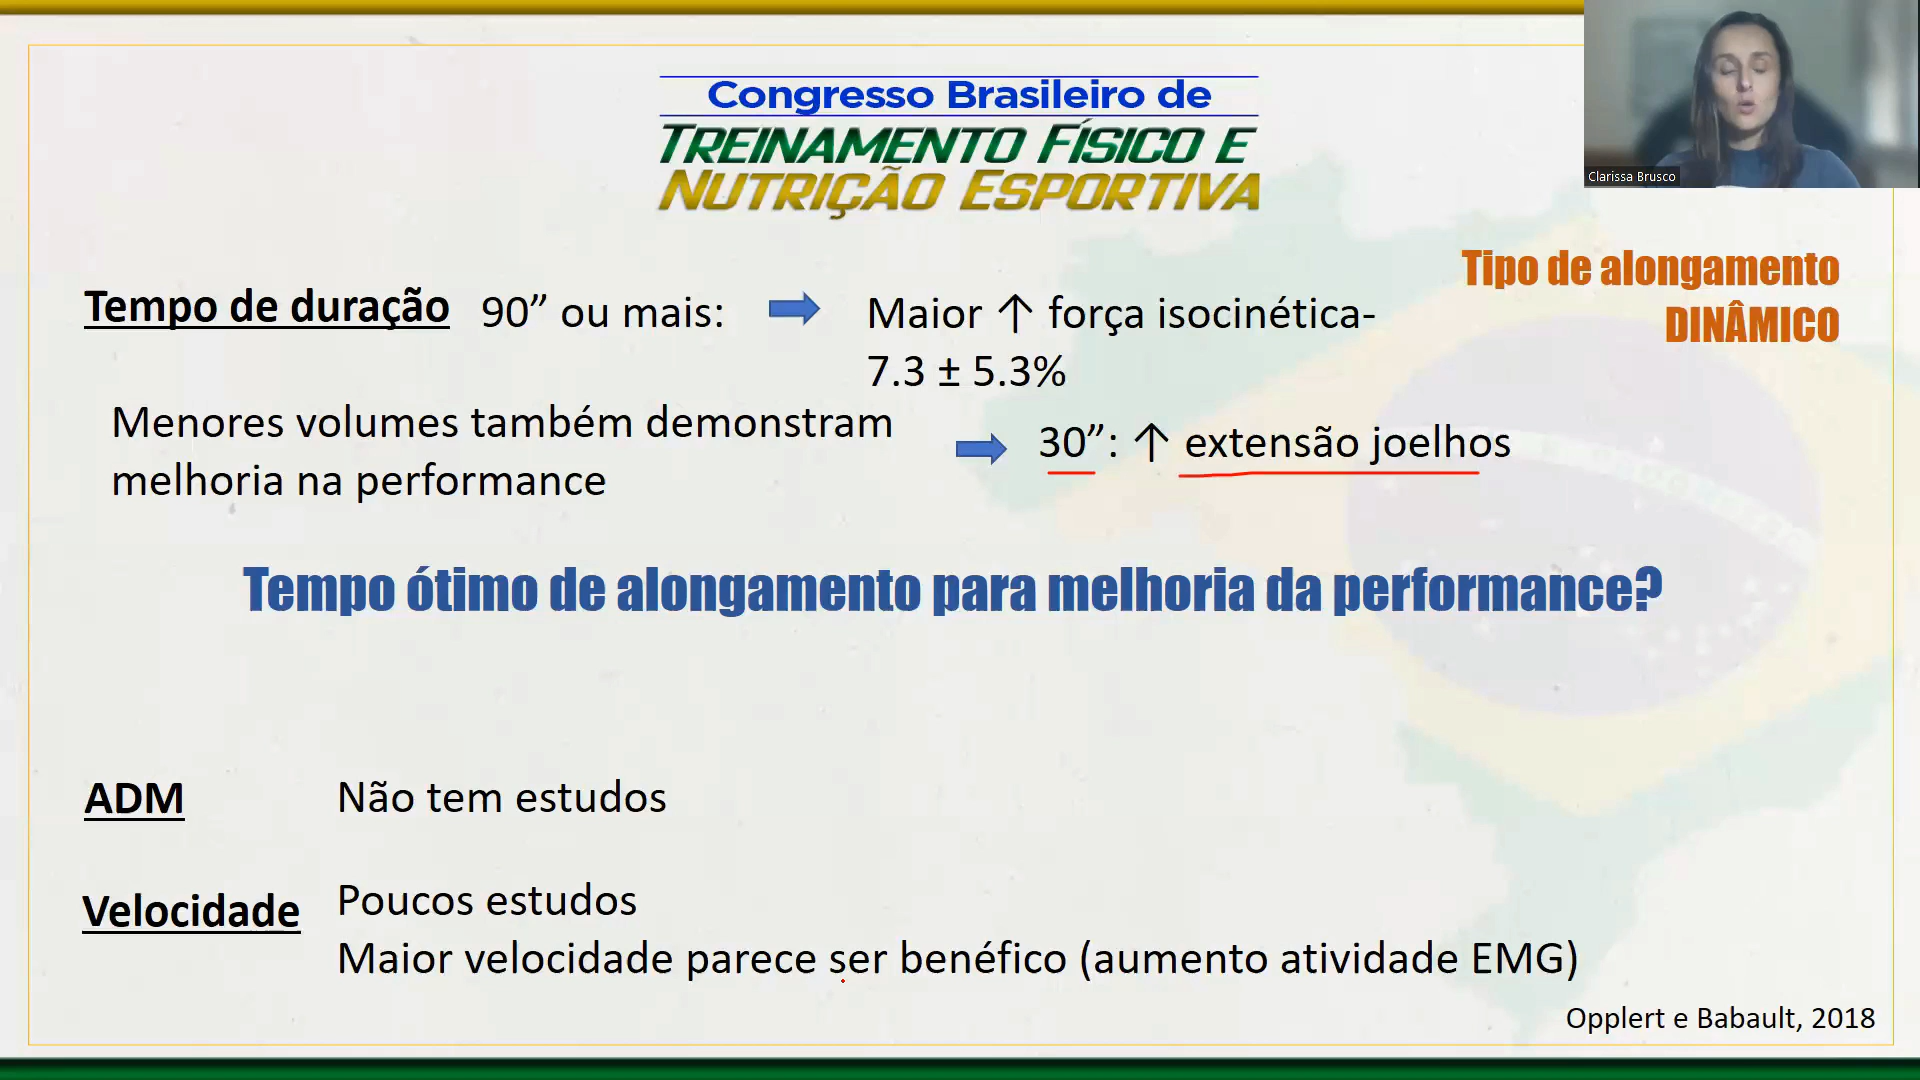 Congresso Brasileiro de
TREINAMENTO FÍSICO E
NUTRIÇÃO ESPORTIVA
Clarissa Brusco
Tipo de alongamento
DINÂMICO
Tempo de duração 90” ou mais:
Maior ↑ força isocinética-
7.3 ± 5.3%
Menores volumes também demonstram
melhoria na performance
30”: ↑ extensão joelhos
Tempo ótimo de alongamento para melhoria da performance?
ADM Não tem estudos
Velocidade Poucos estudos
Maior velocidade parece ser benéfico (aumento atividade EMG)
Opplert e Babault, 2018